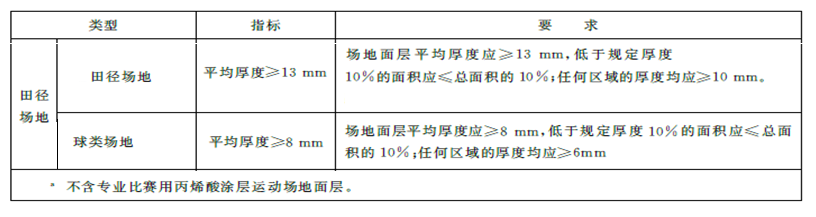 类型 指标 要 求
田径场地
田径场地 平均厚度≥13 mm
场地面层平均厚度应≥13 mm,低于规定厚度
10%的面积应≤总面积的 10%;任何区域的厚度均应≥10 mm。
球类场地 平均厚度≥8 mm
场地面层平均厚度应≥8 mm,低于规定厚度 10%的面积应≤总面
积的 10%;任何区域的厚度均应≥6mm
ᵃ 不含专业比赛用丙烯酸涂层运动场地面层。